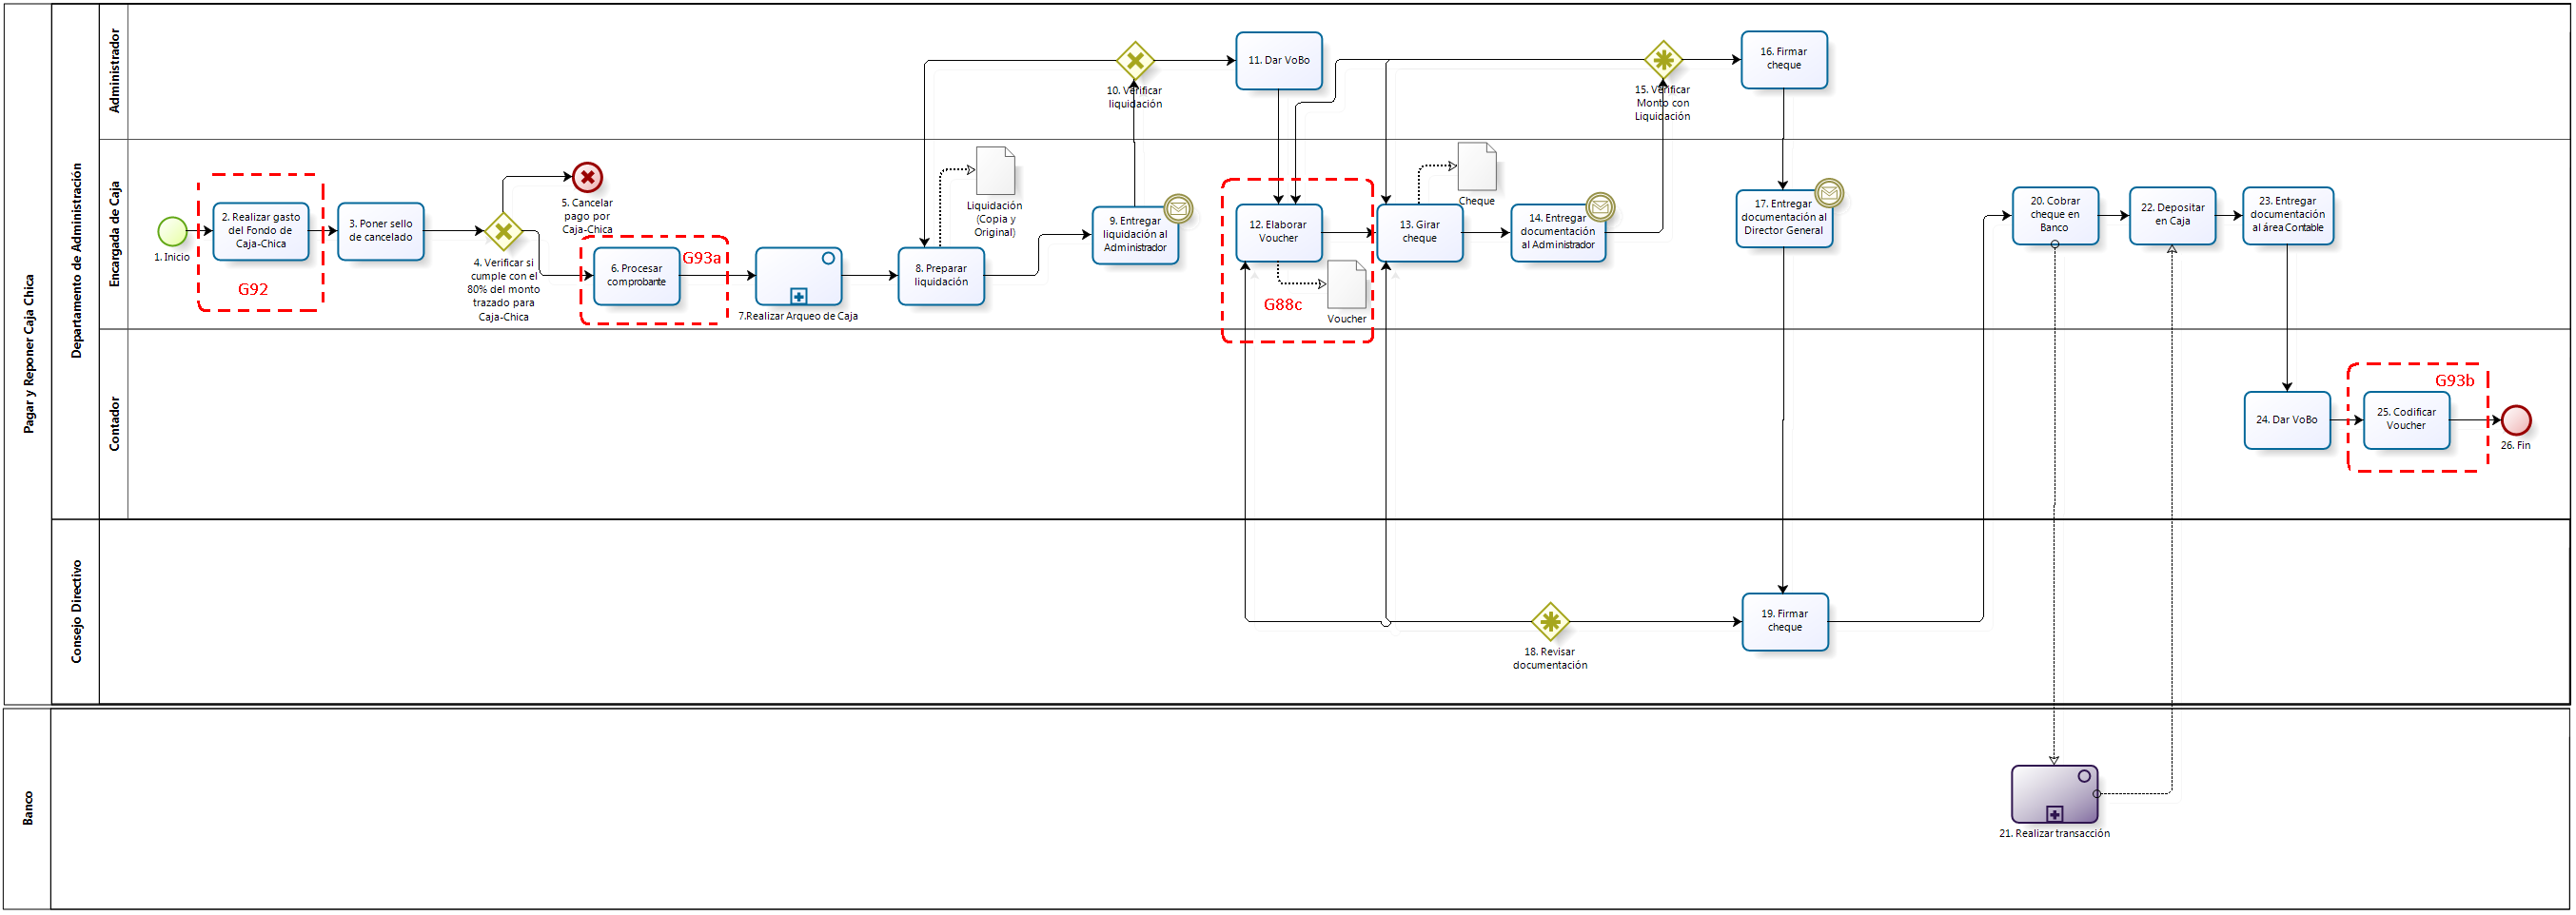 Pagar y Reponer Caja Chica
Departamento de Administración
Administrador
10. Verificar
liquidación
11. Dar VoBo
15. Verificar
Monto con
Liquidación
16. Firmar
cheque
Encargada de Caja
1. Inicio
2. Realizar gasto
del Fondo de
Caja-Chica
G92
3. Poner sello
de cancelado
4. Verificar si
cumple con el
80% del monto
trazado para
Caja-Chica
5. Cancelar
pago por
Caja-Chica
6. Procesar
comprobante
G93a
7.Realizar Arqueo de Caja
8. Preparar
liquidación
Liquidación
(Copia y
Original)
9. Entregar
liquidación al
Administrador
12. Elaborar
Voucher
G88c
Voucher
13. Girar
cheque
Cheque
14. Entregar
documentación
al Administrador
17. Entregar
documentación al
Director General
20. Cobrar
cheque en
Banco
22. Depositar
en Caja
23. Entregar
documentación
al área Contable
Contador
24. Dar VoBo
25. Codificar
Voucher
G93b
26. Fin
Consejo Directivo
18. Revisar
documentación
19. Firmar
cheque
Banco
21. Realizar transacción